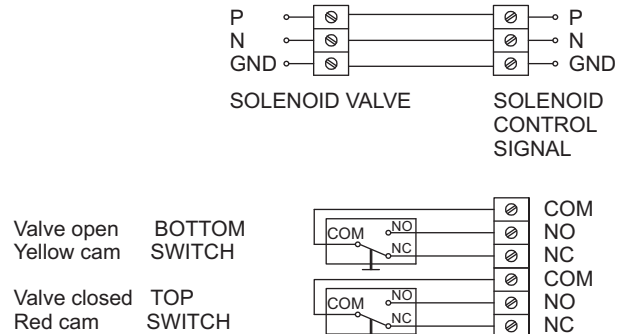 P P
N N
GND GND
SOLENOID VALVE SOLENOID
CONTROL
SIGNAL
COM
Valve open BOTTOM COM NO NO
Yellow cam SWITCH NC NC
COM
Valve closed TOP COM NO NO
Red cam SWITCH NC NC